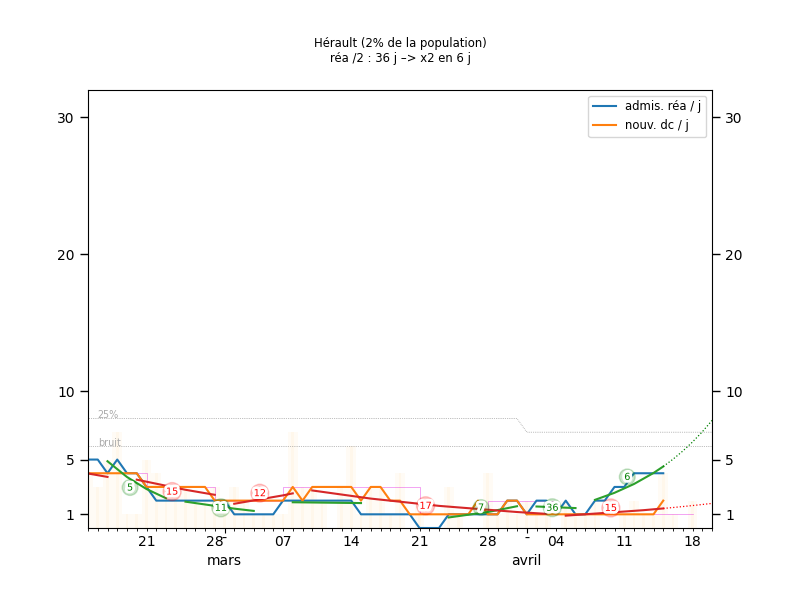 Hérault (2% de la population)
réa /2 : 36 j –> x2 en 6 j
admis. réa / j
nouv. dc / j
30 30
20 20
10 10
25%
bruit
5 5
1 1
5 15 11 12 17 7 36 15 6
21 28 07 14 21 28 - 04 11 18
mars avril